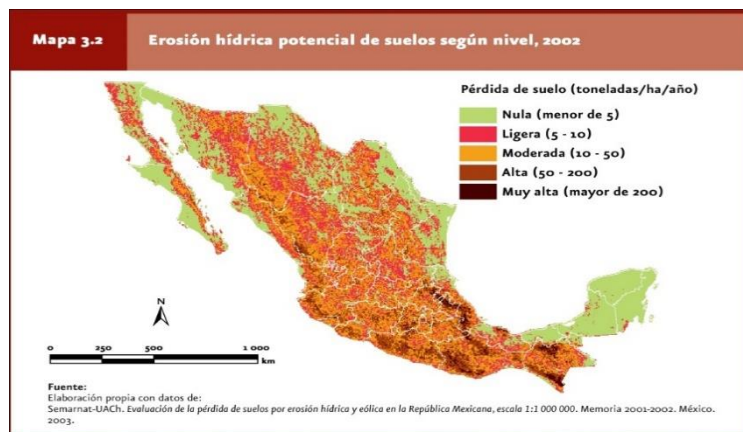 Mapa 3.2
Erosión hídrica potencial de suelos según nivel, 2002
Pérdida de suelo (toneladas/ha/año)
Nula (menor de 5)
Ligera (5 - 10)
Moderada (10 - 50)
Alta (50 - 200)
Muy alta (mayor de 200)
N
0 250 500 1 000
km
Fuente:
Elaboración propia con datos de:
Semarnat-UACh. Evaluación de la pérdida de suelos por erosión hídrica y eólica en la República Mexicana, escala 1:1 000 000. Memoria 2001-2002. México.
2003.